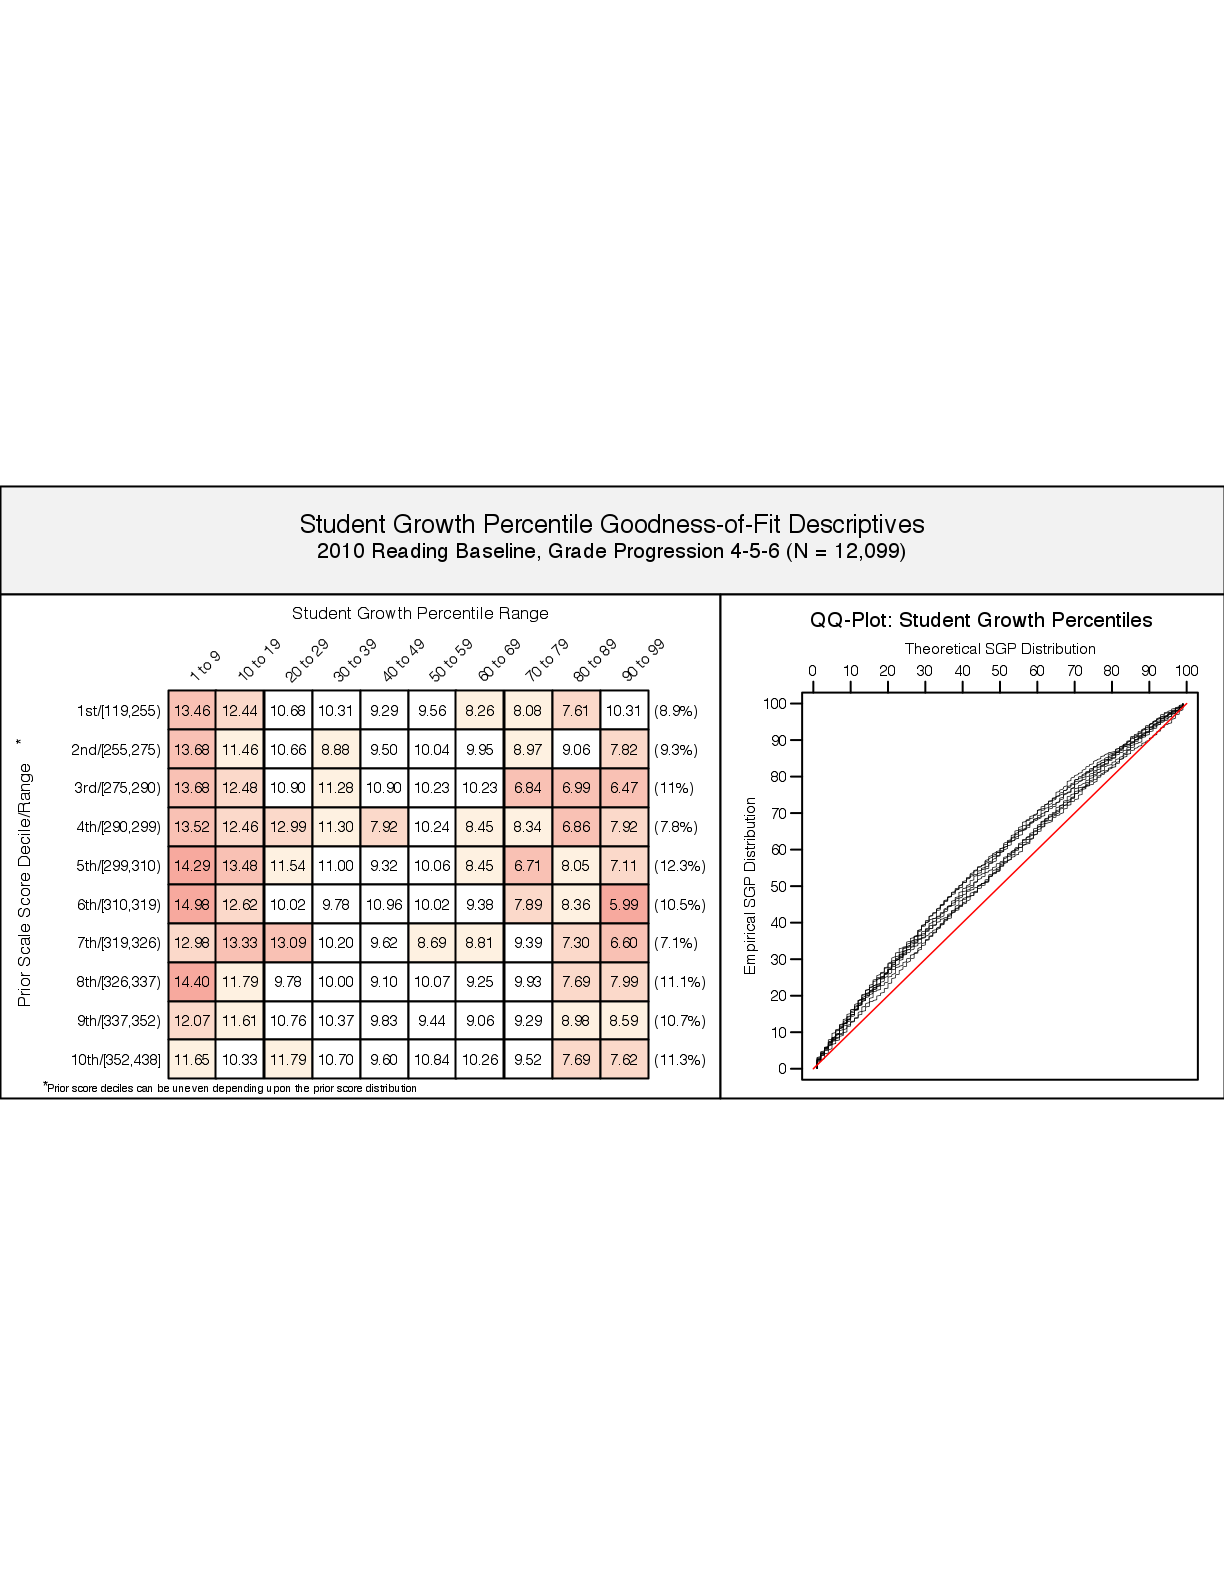 Student Growth Percentile Goodness-of-Fit Descriptives
2010 Reading Baseline, Grade Progression 4-5-6 (N = 12,099)
Student Growth Percentile Range
1 to 9 10 to 19 20 to 29 30 to 39 40 to 49 50 to 59 60 to 69 70 to 79 80 to 89 90 to 99
Prior Scale Score Decile/Range *
1st/[119,255) 13.46 12.44 10.68 10.31 9.29 9.56 8.26 8.08 7.61 10.31 (8.9%)
2nd/[255,275) 13.68 11.46 10.66 8.88 9.50 10.04 9.95 8.97 9.06 7.82 (9.3%)
3rd/[275,290) 13.68 12.48 10.90 11.28 10.90 10.23 10.23 6.84 6.99 6.47 (11%)
4th/[290,299) 13.52 12.46 12.99 11.30 7.92 10.24 8.45 8.34 6.86 7.92 (7.8%)
5th/[299,310) 14.29 13.48 11.54 11.00 9.32 10.06 8.45 6.71 8.05 7.11 (12.3%)
6th/[310,319) 14.98 12.62 10.02 9.78 10.96 10.02 9.38 7.89 8.36 5.99 (10.5%)
7th/[319,326) 12.98 13.33 13.09 10.20 9.62 8.69 8.81 9.39 7.30 6.60 (7.1%)
8th/[326,337) 14.40 11.79 9.78 10.00 9.10 10.07 9.25 9.93 7.69 7.99 (11.1%)
9th/[337,352) 12.07 11.61 10.76 10.37 9.83 9.44 9.06 9.29 8.98 8.59 (10.7%)
10th/[352,438] 11.65 10.33 11.79 10.70 9.60 10.84 10.26 9.52 7.69 7.62 (11.3%)
*Prior score deciles can be uneven depending upon the prior score distribution
QQ-Plot: Student Growth Percentiles
Theoretical SGP Distribution
0 10 20 30 40 50 60 70 80 90 100
Empirical SGP Distribution
100
90
80
70
60
50
40
30
20
10
0